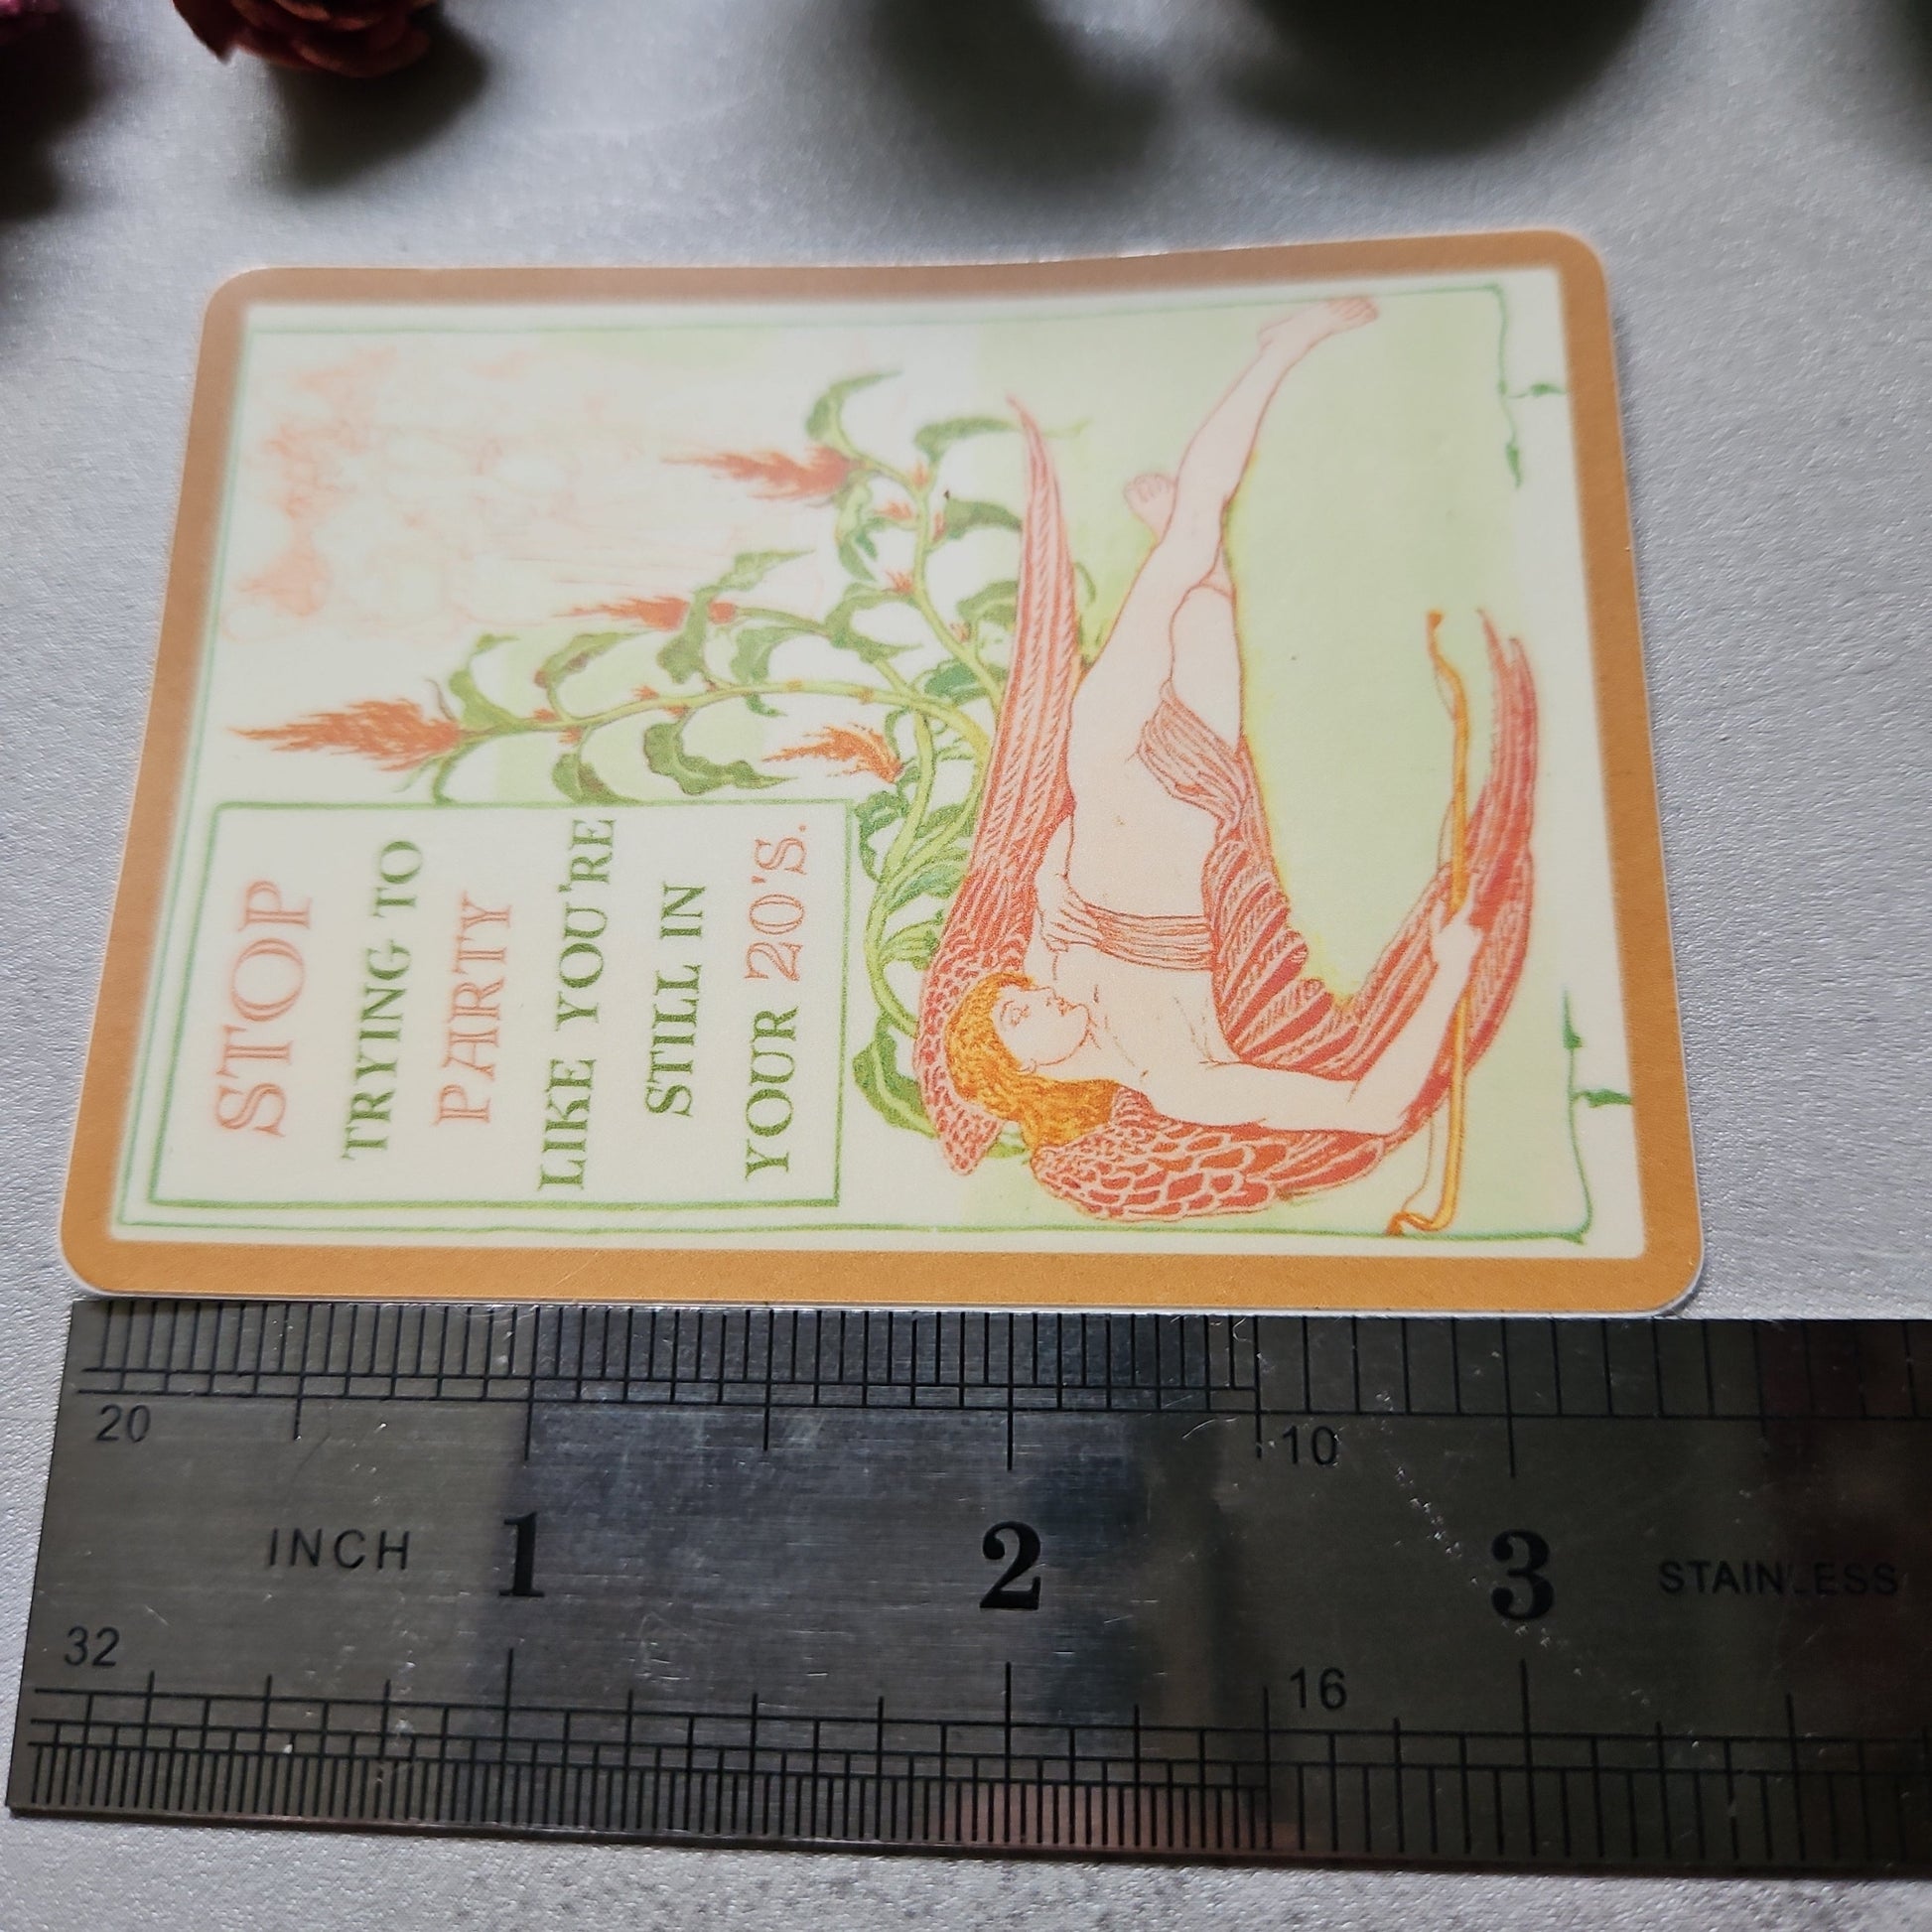 STOP
TRYING TO
PARTY
LIKE YOU'RE
STILL IN
YOUR 20'S.
20
10
INCH
1
2
3
STAINLESS
32
16